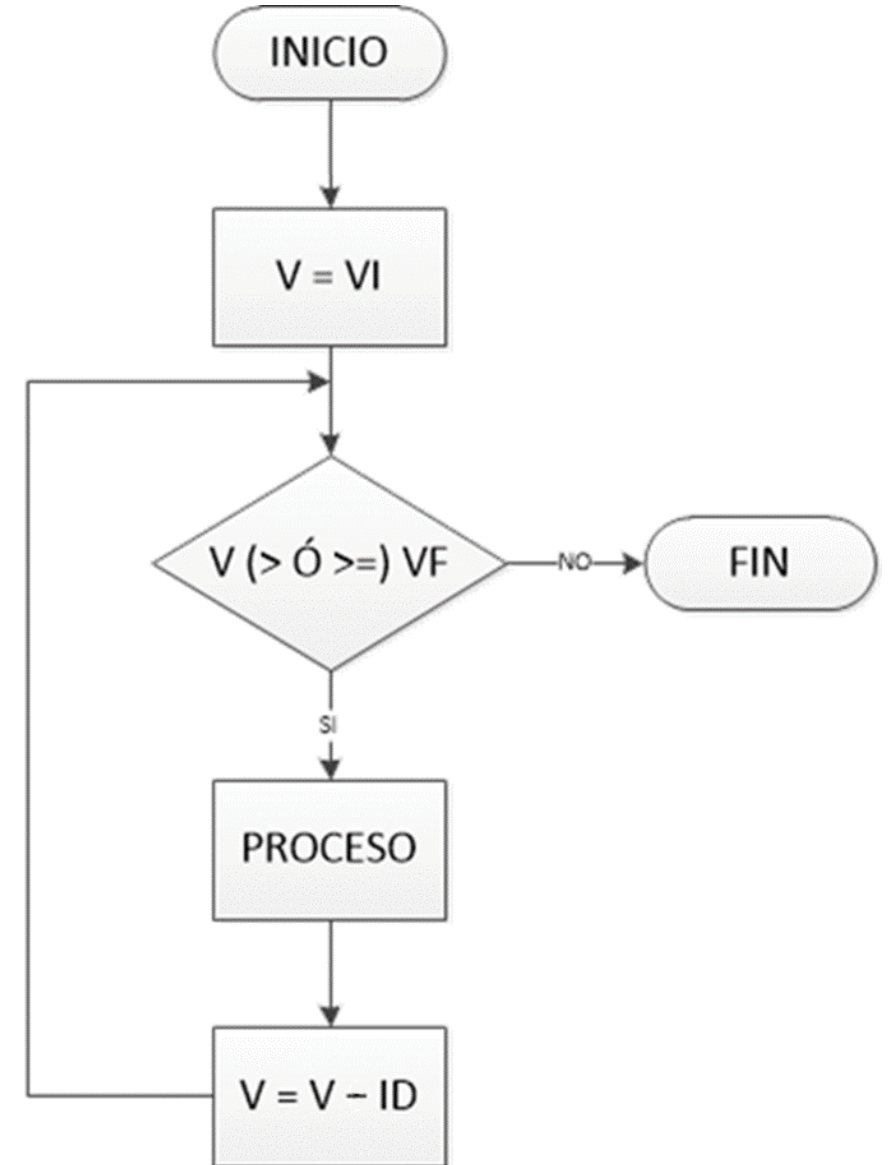 INICIO
V = VI
V (> Ó >=) VF
NO
FIN
SI
PROCESO
V = V – ID